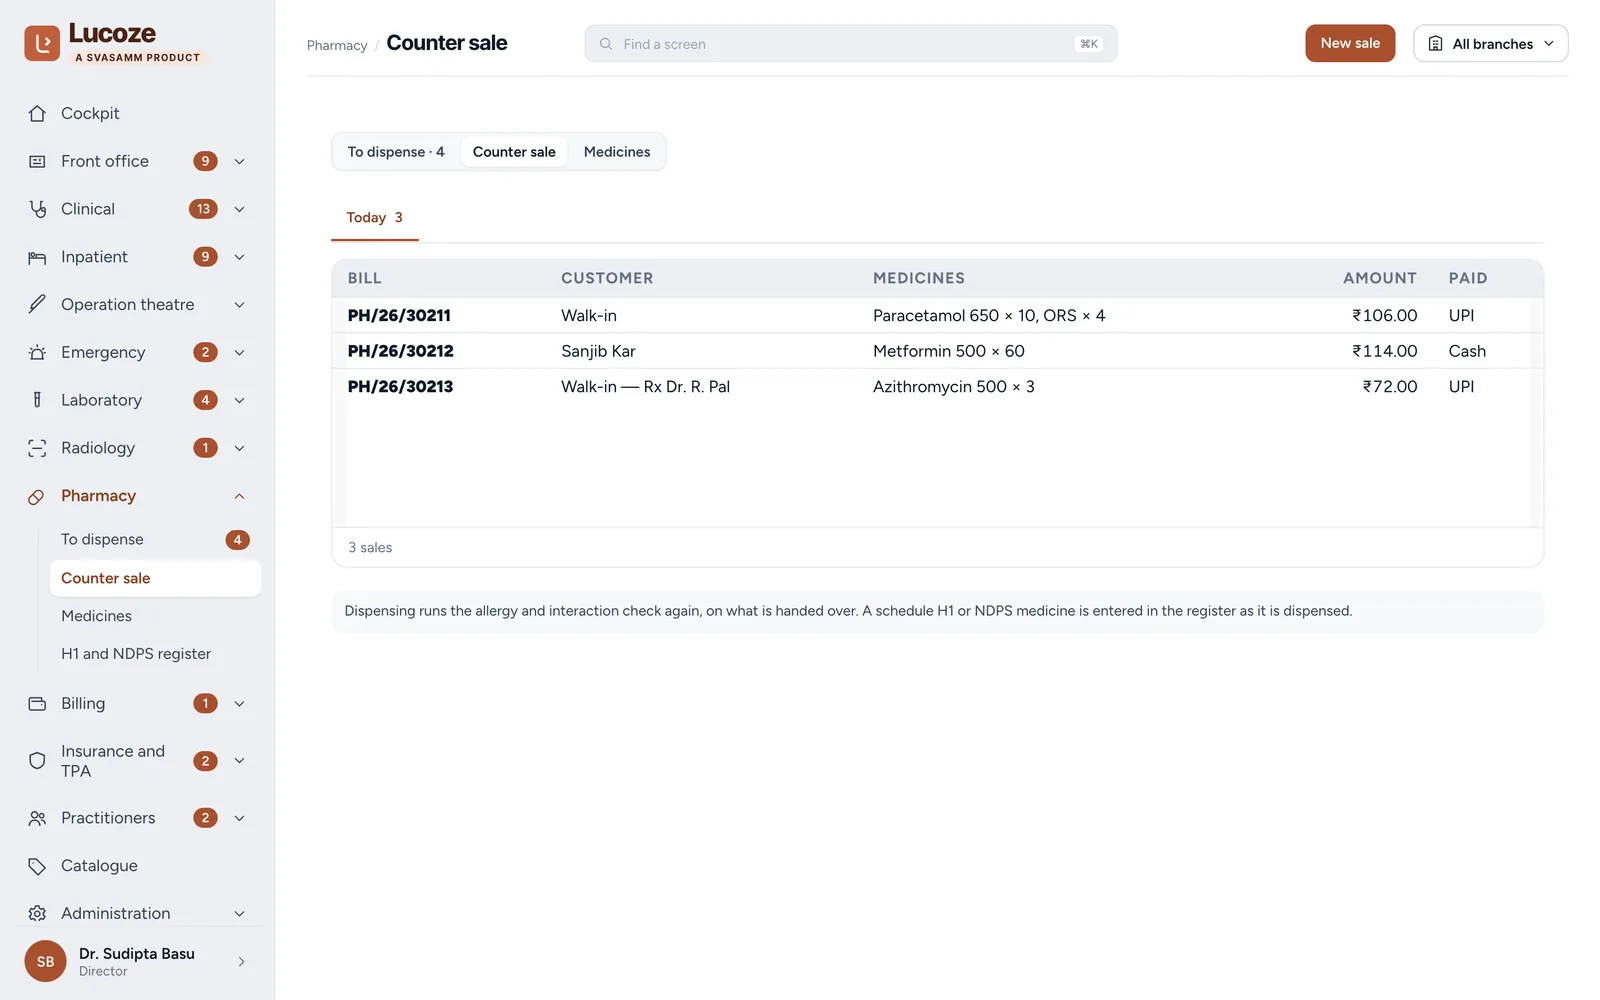 Lucoze
A SVASAMM PRODUCT
Cockpit
Front office 9
Clinical 13
Inpatient 9
Operation theatre
Emergency 2
Laboratory 4
Radiology 1
Pharmacy
To dispense 4
Counter sale
Medicines
H1 and NDPS register
Billing 1
Insurance and
TPA 2
Practitioners 2
Catalogue
Administration
SB
Dr. Sudipta Basu
Director
Pharmacy / Counter sale
Find a screen ⌘K
New sale
All branches
To dispense · 4 Counter sale Medicines
Today 3
BILL CUSTOMER MEDICINES AMOUNT PAID
PH/26/30211 Walk-in Paracetamol 650 × 10, ORS × 4 ₹106.00 UPI
PH/26/30212 Sanjib Kar Metformin 500 × 60 ₹114.00 Cash
PH/26/30213 Walk-in — Rx Dr. R. Pal Azithromycin 500 × 3 ₹72.00 UPI
3 sales
Dispensing runs the allergy and interaction check again, on what is handed over. A schedule H1 or NDPS medicine is entered in the register as it is dispensed.